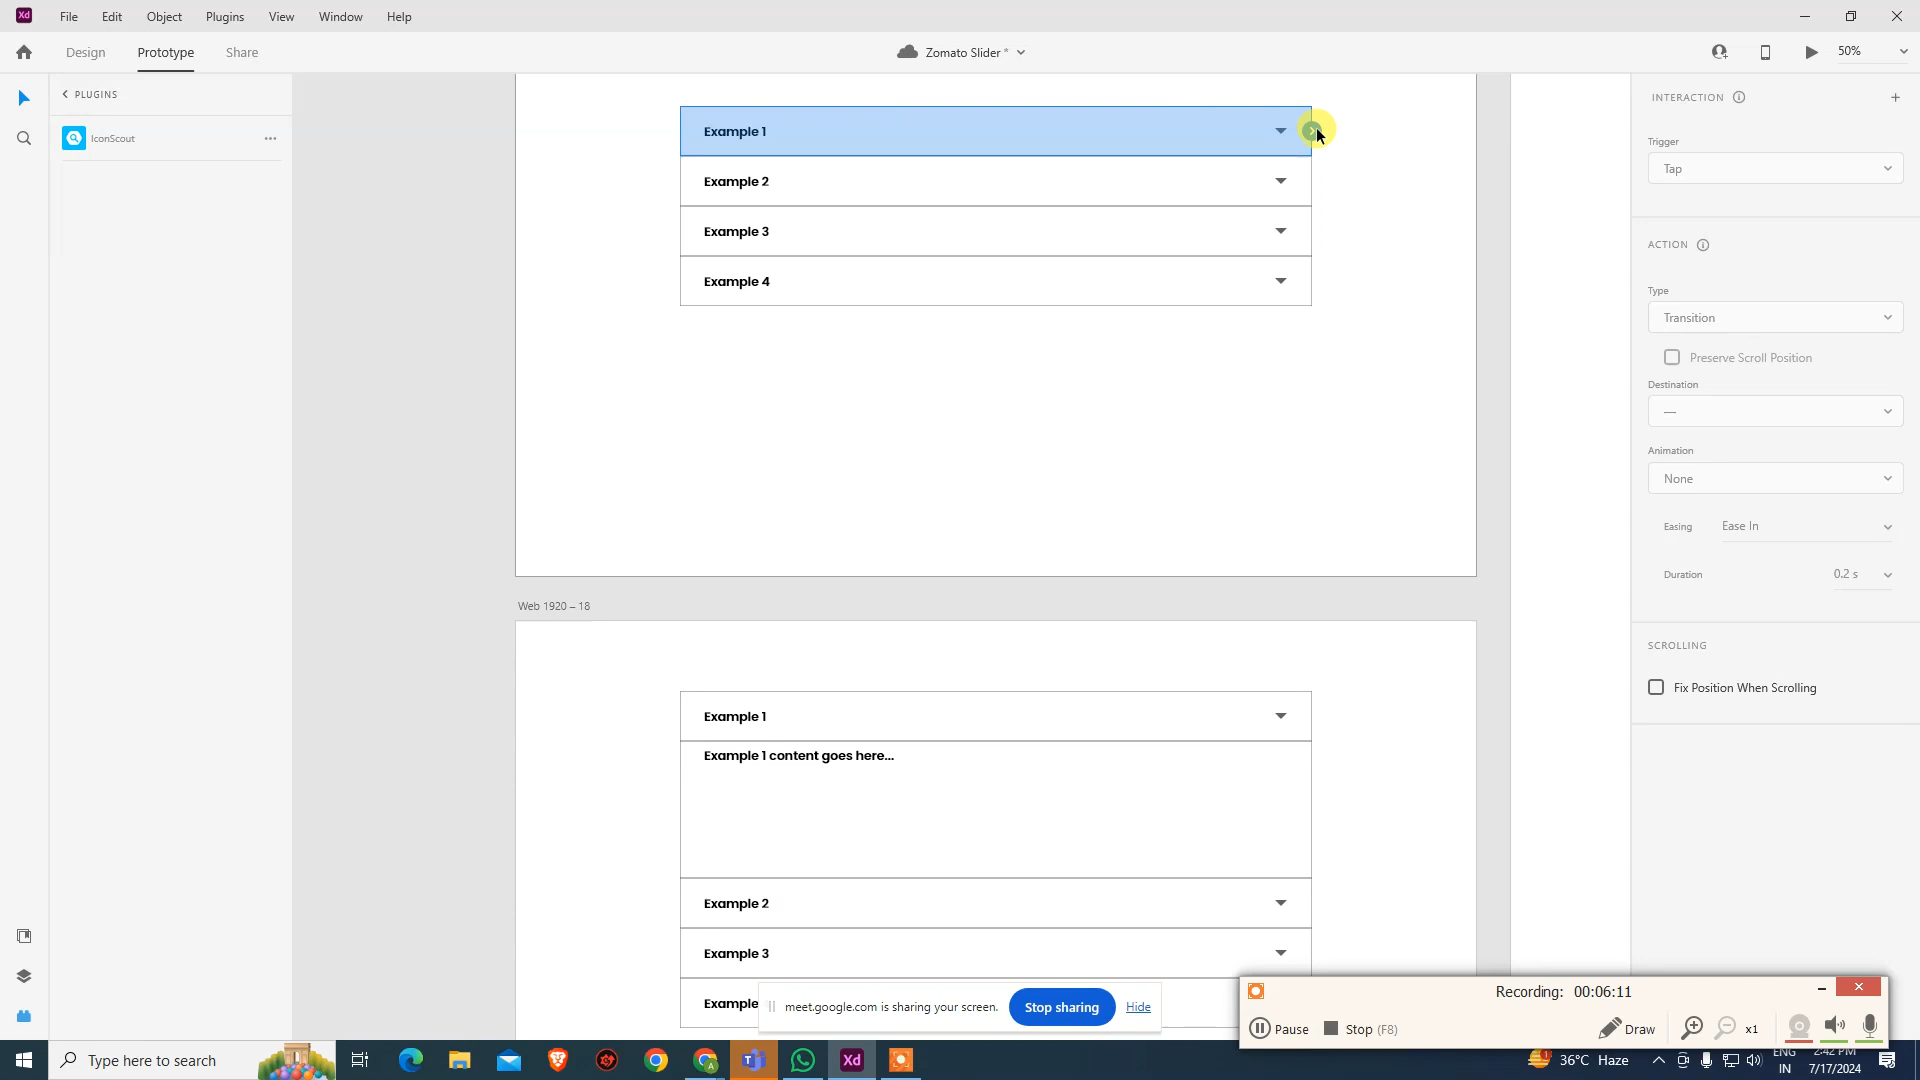 Xd File Edit Object Plugins View Window Help
Design Prototype Share Zomato Slider * 50%
PLUGINS
IconScout
Example 1
Example 2
Example 3
Example 4
Web 1920 – 18
Example 1
Example 1 content goes here...
Example 2
Example 3
Example
INTERACTION
Trigger
Tap
ACTION
Type
Transition
Preserve Scroll Position
Destination
—
Animation
None
Easing Ease In
Duration 0.2 s
SCROLLING
Fix Position When Scrolling
meet.google.com is sharing your screen. Stop sharing Hide
Recording: 00:06:11
Pause Stop (F8) Draw x1
Type here to search
Xd
36°C Haze
ENG
IN
2:42 PM
7/17/2024